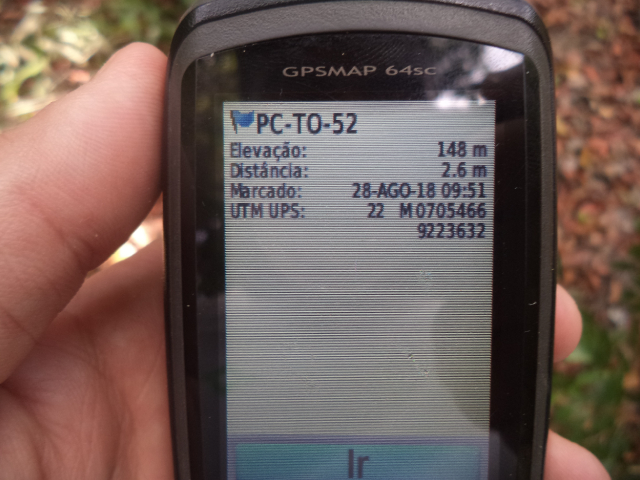 GPSMAP 64sc
PC-TO-52
Elevação: 148 m
Distância: 2.6 m
Marcado: 28-AGO-18 09:51
UTM UPS: 22 M 0705466
9223632
Ir